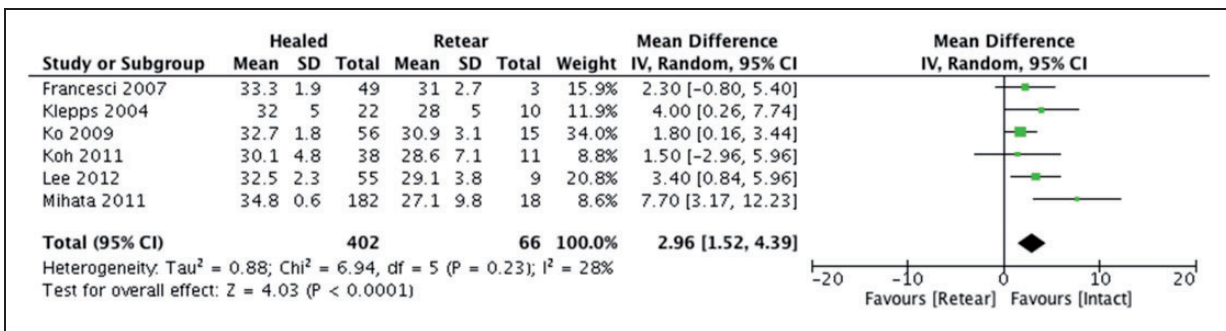 Healed Retear Mean Difference Mean Difference
Study or Subgroup Mean SD Total Mean SD Total Weight IV, Random, 95% CI IV, Random, 95% CI
Francesci 2007 33.3 1.9 49 31 2.7 3 15.9% 2.30 [-0.80, 5.40]
Klepps 2004 32 5 22 28 5 10 11.9% 4.00 [0.26, 7.74]
Ko 2009 32.7 1.8 56 30.9 3.1 15 34.0% 1.80 [0.16, 3.44]
Koh 2011 30.1 4.8 38 28.6 7.1 11 8.8% 1.50 [-2.96, 5.96]
Lee 2012 32.5 2.3 55 29.1 3.8 9 20.8% 3.40 [0.84, 5.96]
Mihata 2011 34.8 0.6 182 27.1 9.8 18 8.6% 7.70 [3.17, 12.23]
Total (95% CI) 402 66 100.0% 2.96 [1.52, 4.39]
Heterogeneity: Tau² = 0.88; Chi² = 6.94, df = 5 (P = 0.23); I² = 28%
Test for overall effect: Z = 4.03 (P < 0.0001)
-20 -10 0 10 20
Favours [Retear] Favours [Intact]